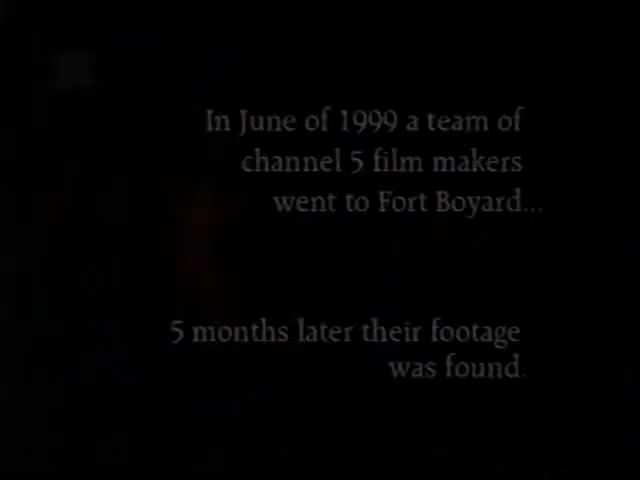 In June of 1999 a team of
channel 5 film makers
went to Fort Boyard...
5 months later their footage
was found.